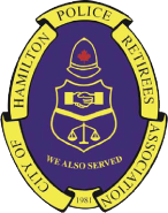 CITY OF
HAMILTON
POLICE
RETIREES
ASSOCIATION
WE ALSO SERVED
1981